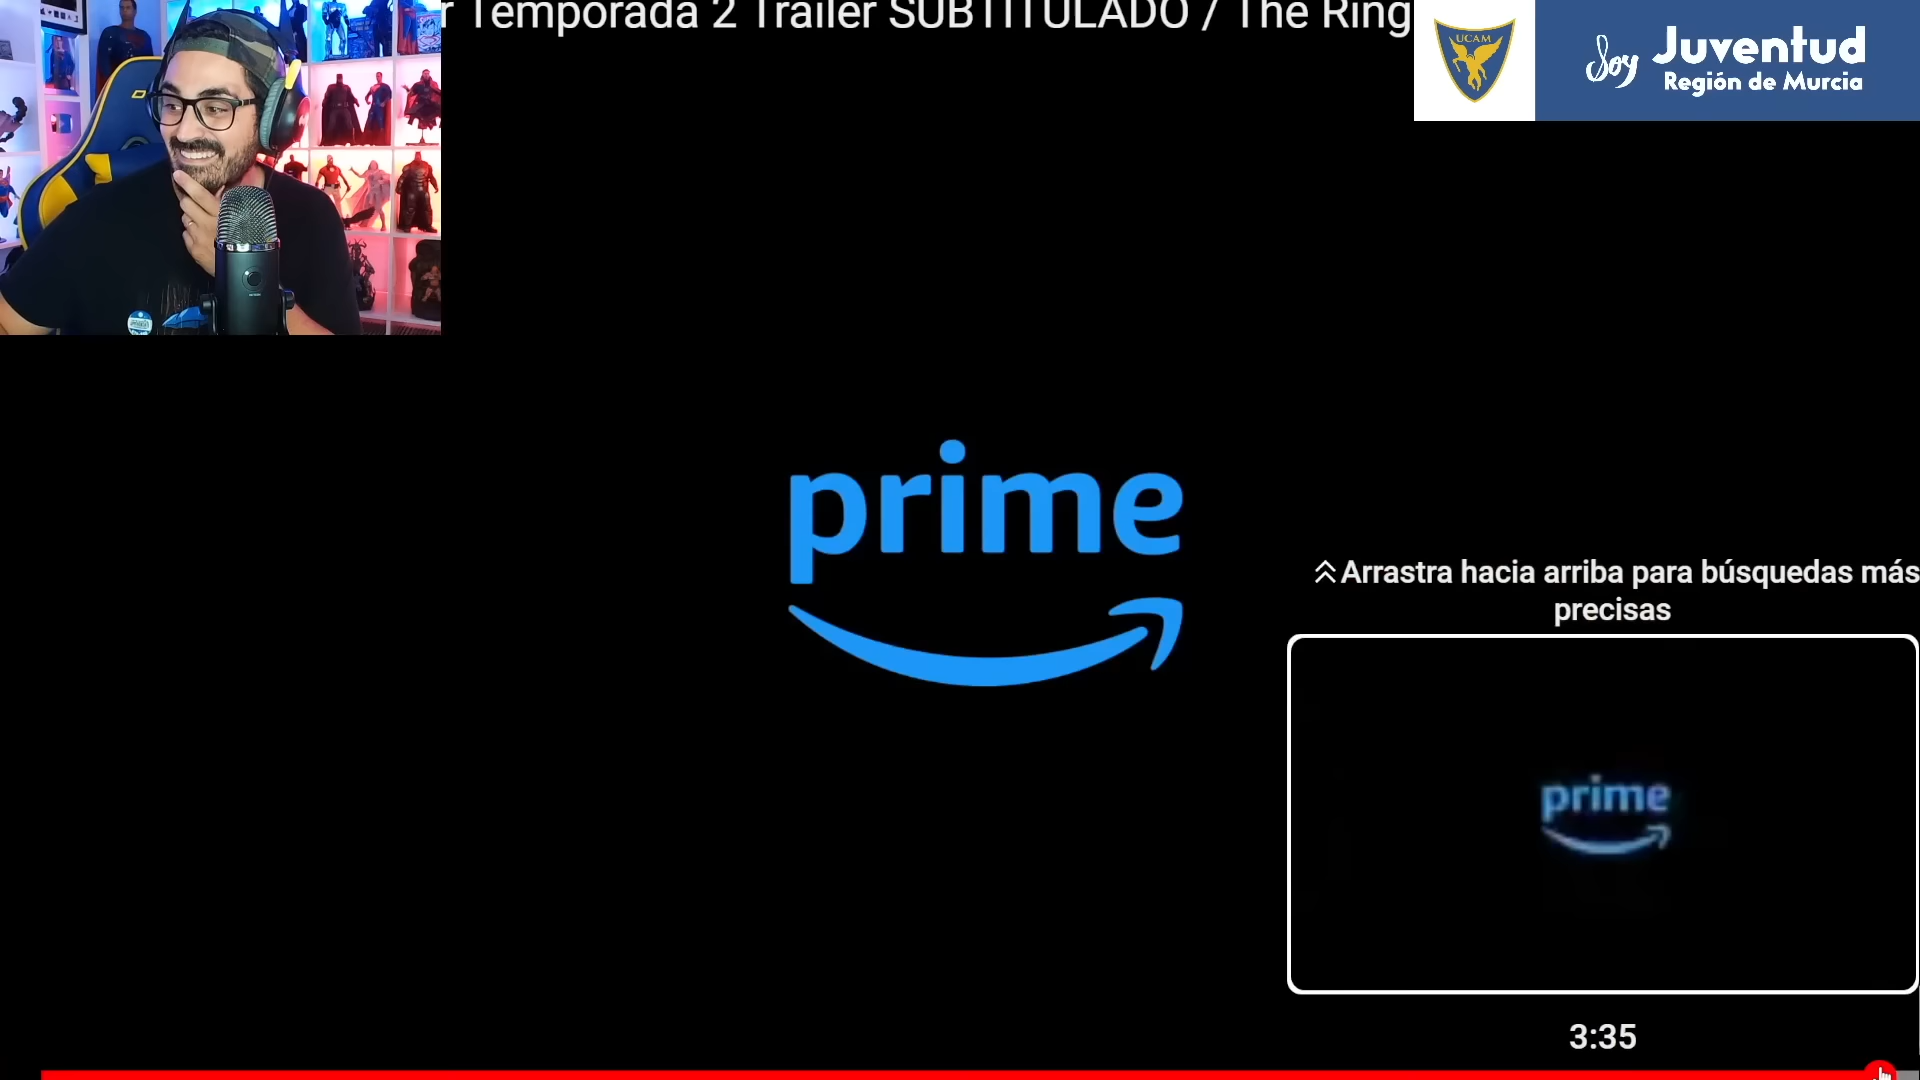 r Temporada 2 Trailer SUBTITULADO / The Ring
UCAM
Soy Juventud
Región de Murcia
prime
Arrastra hacia arriba para búsquedas más
precisas
prime
3:35